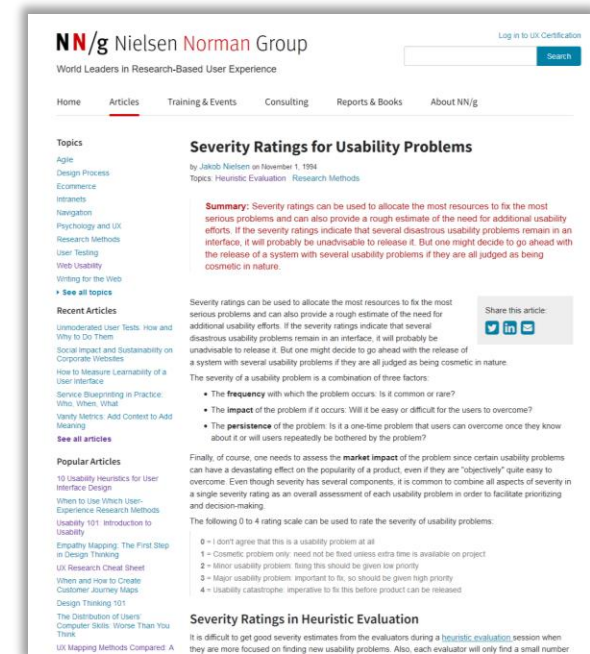 NN/g Nielsen Norman Group
World Leaders in Research-Based User Experience
Log in to UX Certification
Search
Home Articles Training & Events Consulting Reports & Books About NN/g
Topics
Agile
Design Process
Ecommerce
Intranets
Navigation
Psychology and UX
Research Methods
User Testing
Web Usability
Writing for the Web
See all topics
Recent Articles
Unmoderated User Tests: How and
Why to Do Them
Social Impact and Sustainability on
Corporate Websites
How to Measure Learnability of a
User Interface
Service Blueprinting in Practice:
Who, When, What
Vanity Metrics: Add Context to Add
Meaning
See all articles
Popular Articles
10 Usability Heuristics for User
Interface Design
When to Use Which User-
Experience Research Methods
Usability 101: Introduction to
Usability
Empathy Mapping: The First Step
in Design Thinking
UX Research Cheat Sheet
When and How to Create
Customer Journey Maps
Design Thinking 101
The Distribution of Users'
Computer Skills: Worse Than You
Think
UX Mapping Methods Compared: A
Severity Ratings for Usability Problems
by Jakob Nielsen on November 1, 1994
Topics: Heuristic Evaluation Research Methods
Summary: Severity ratings can be used to allocate the most resources to fix the most
serious problems and can also provide a rough estimate of the need for additional usability
efforts. If the severity ratings indicate that several disastrous usability problems remain in an
interface, it will probably be unadvisable to release it. But one might decide to go ahead with
the release of a system with several usability problems if they are all judged as being
cosmetic in nature.
Severity ratings can be used to allocate the most resources to fix the most
serious problems and can also provide a rough estimate of the need for
additional usability efforts. If the severity ratings indicate that several
disastrous usability problems remain in an interface, it will probably be
unadvisable to release it. But one might decide to go ahead with the release of
a system with several usability problems if they are all judged as being cosmetic in nature.
Share this article:
The severity of a usability problem is a combination of three factors:
• The frequency with which the problem occurs: Is it common or rare?
• The impact of the problem if it occurs: Will it be easy or difficult for the users to overcome?
• The persistence of the problem: Is it a one-time problem that users can overcome once they know
about it or will users repeatedly be bothered by the problem?
Finally, of course, one needs to assess the market impact of the problem since certain usability problems
can have a devastating effect on the popularity of a product, even if they are "objectively" quite easy to
overcome. Even though severity has several components, it is common to combine all aspects of severity in
a single severity rating as an overall assessment of each usability problem in order to facilitate prioritizing
and decision-making.
The following 0 to 4 rating scale can be used to rate the severity of usability problems:
0 = I don't agree that this is a usability problem at all
1 = Cosmetic problem only: need not be fixed unless extra time is available on project
2 = Minor usability problem: fixing this should be given low priority
3 = Major usability problem: important to fix, so should be given high priority
4 = Usability catastrophe: imperative to fix this before product can be released
Severity Ratings in Heuristic Evaluation
It is difficult to get good severity estimates from the evaluators during a heuristic evaluation session when
they are more focused on finding new usability problems. Also, each evaluator will only find a small number